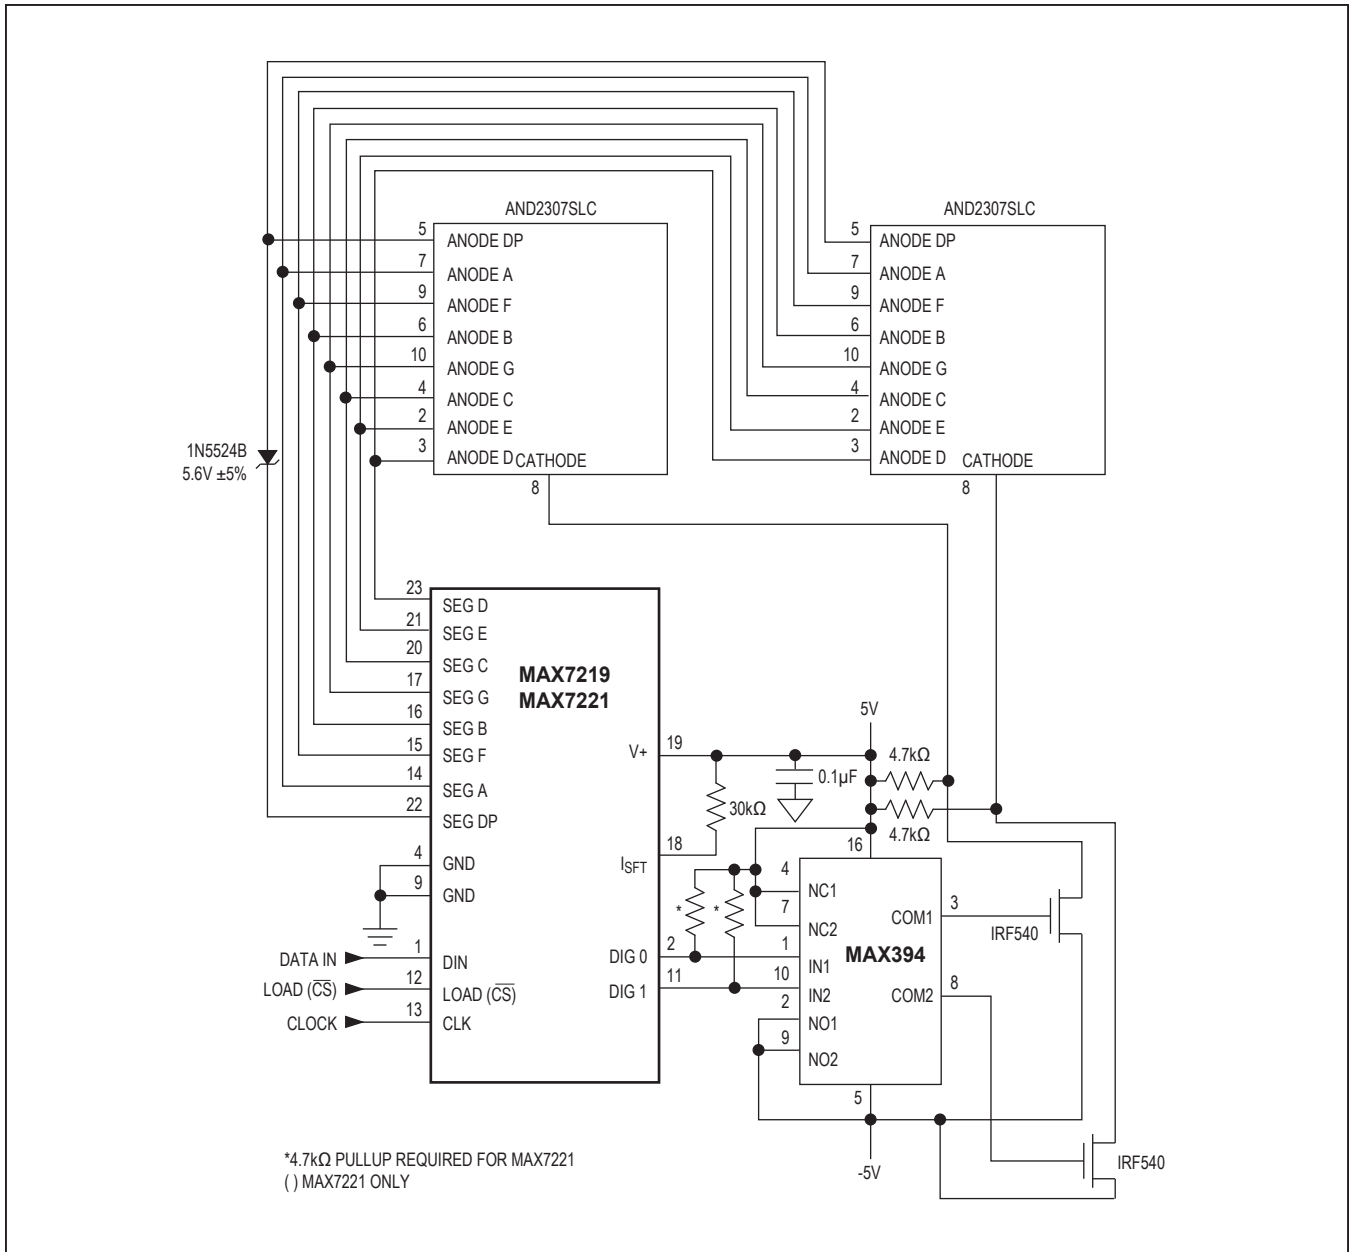 AND2307SLC
5
ANODE DP
7
ANODE A
9
ANODE F
6
ANODE B
10
ANODE G
4
ANODE C
2
ANODE E
3
ANODE D
CATHODE
8
AND2307SLC
5
ANODE DP
7
ANODE A
9
ANODE F
6
ANODE B
10
ANODE G
4
ANODE C
2
ANODE E
3
ANODE D
CATHODE
8
1N5524B
5.6V ±5%
23
SEG D
21
SEG E
20
SEG C
17
SEG G
16
SEG B
15
SEG F
14
SEG A
22
SEG DP
4
GND
9
GND
DATA IN
1
DIN
LOAD (C̅S̅)
12
LOAD (C̅S̅)
CLOCK
13
CLK
MAX7219
MAX7221
V+
19
ISFT
18
DIG 0
2
DIG 1
11
30kΩ
0.1µF
5V
4.7kΩ
4.7kΩ
*
*
16
4
NC1
7
NC2
1
IN1
10
IN2
2
NO1
9
NO2
MAX394
COM1
3
COM2
8
5
-5V
IRF540
IRF540
*4.7kΩ PULLUP REQUIRED FOR MAX7221
( ) MAX7221 ONLY